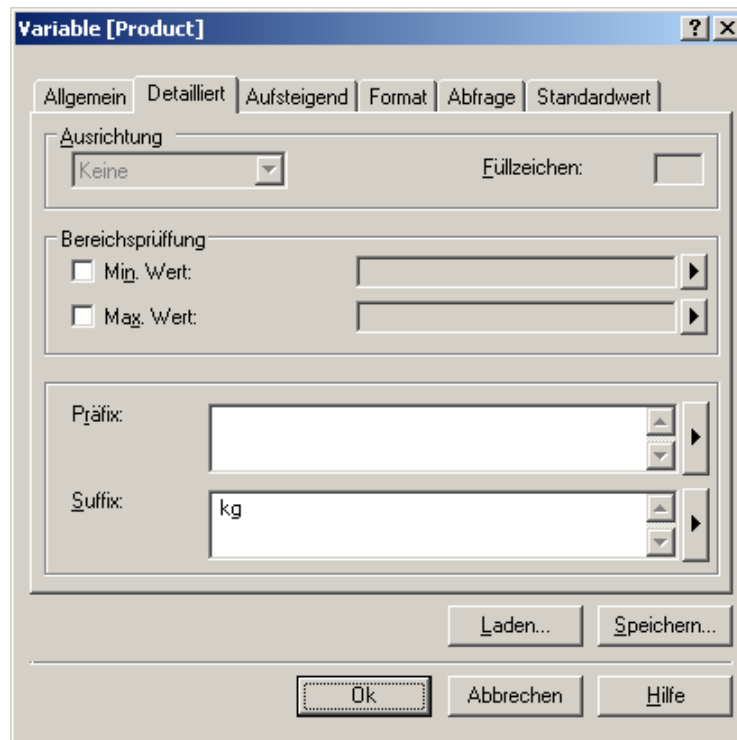 Variable [Product]
Allgemein Detailliert Aufsteigend Format Abfrage Standardwert
Ausrichtung
Keine Füllzeichen:
Bereichsprüffung
Min. Wert:
Max. Wert:
Präfix:
Suffix: kg
Laden... Speichern...
Ok Abbrechen Hilfe